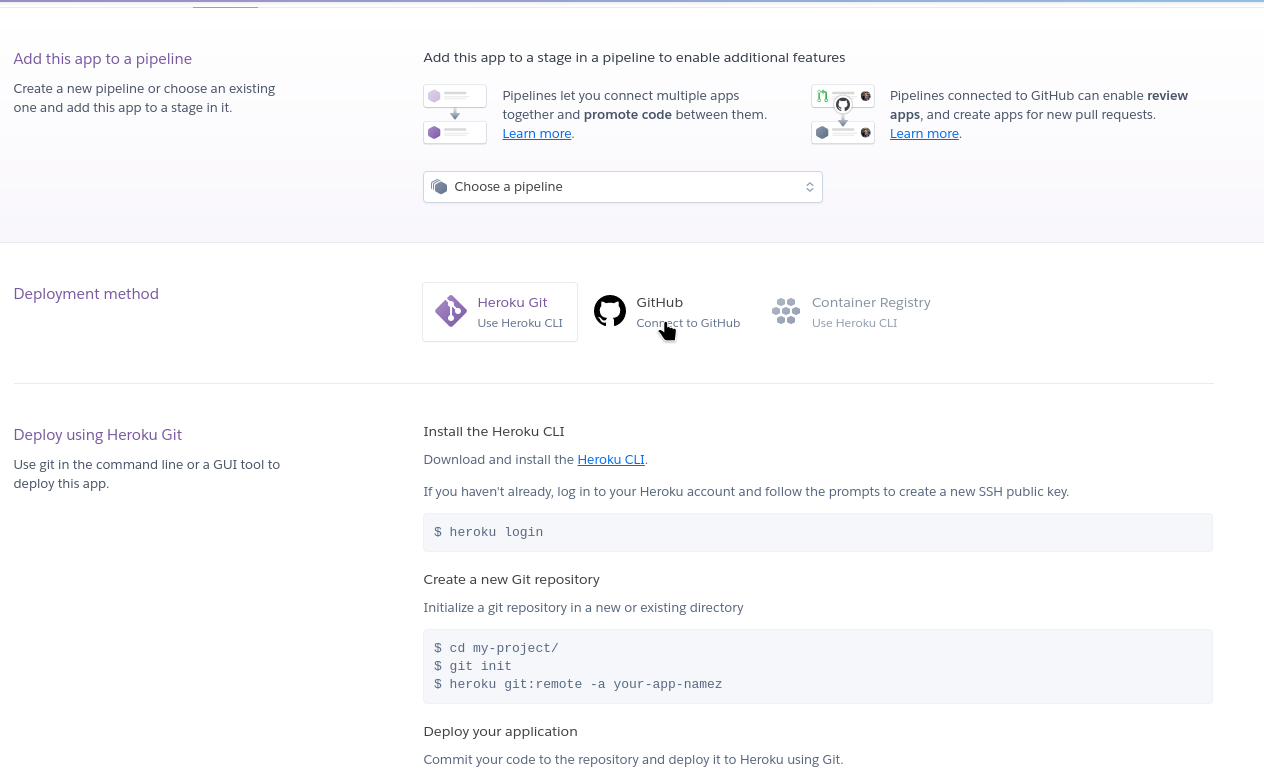 Add this app to a pipeline
Create a new pipeline or choose an existing
one and add this app to a stage in it.
Add this app to a stage in a pipeline to enable additional features
Pipelines let you connect multiple apps
together and promote code between them.
Learn more.
Pipelines connected to GitHub can enable review
apps, and create apps for new pull requests.
Learn more.
Choose a pipeline
Deployment method
Heroku Git
Use Heroku CLI
GitHub
Connect to GitHub
Container Registry
Use Heroku CLI
Deploy using Heroku Git
Use git in the command line or a GUI tool to
deploy this app.
Install the Heroku CLI
Download and install the Heroku CLI.
If you haven't already, log in to your Heroku account and follow the prompts to create a new SSH public key.
$ heroku login
Create a new Git repository
Initialize a git repository in a new or existing directory
$ cd my-project/
$ git init
$ heroku git:remote -a your-app-namez
Deploy your application
Commit your code to the repository and deploy it to Heroku using Git.